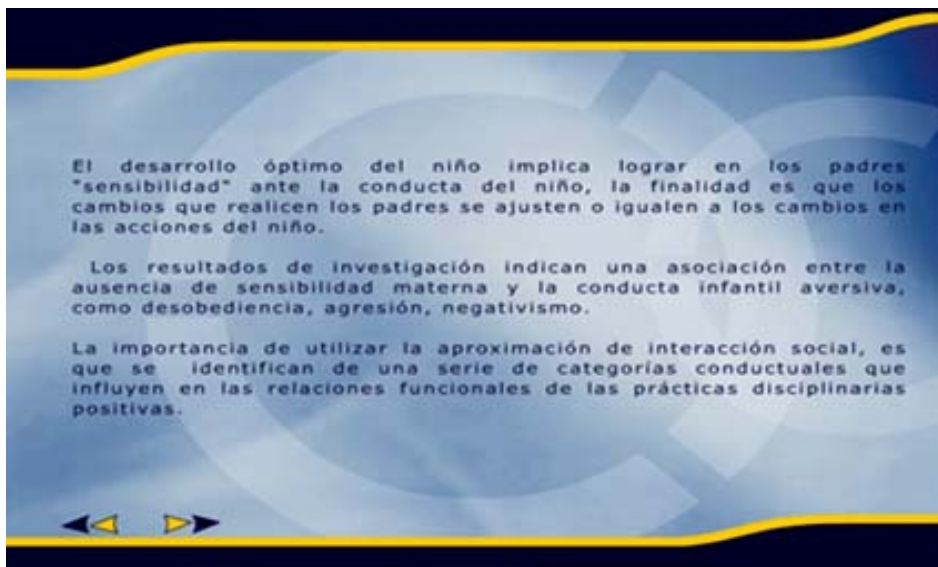 El desarrollo óptimo del niño implica lograr en los padres
"sensibilidad" ante la conducta del niño, la finalidad es que los
cambios que realicen los padres se ajusten o igualen a los cambios en
las acciones del niño.
Los resultados de investigación indican una asociación entre la
ausencia de sensibilidad materna y la conducta infantil aversiva,
como desobediencia, agresión, negativismo.
La importancia de utilizar la aproximación de interacción social, es
que se identifican de una serie de categorías conductuales que
influyen en las relaciones funcionales de las prácticas disciplinarias
positivas.